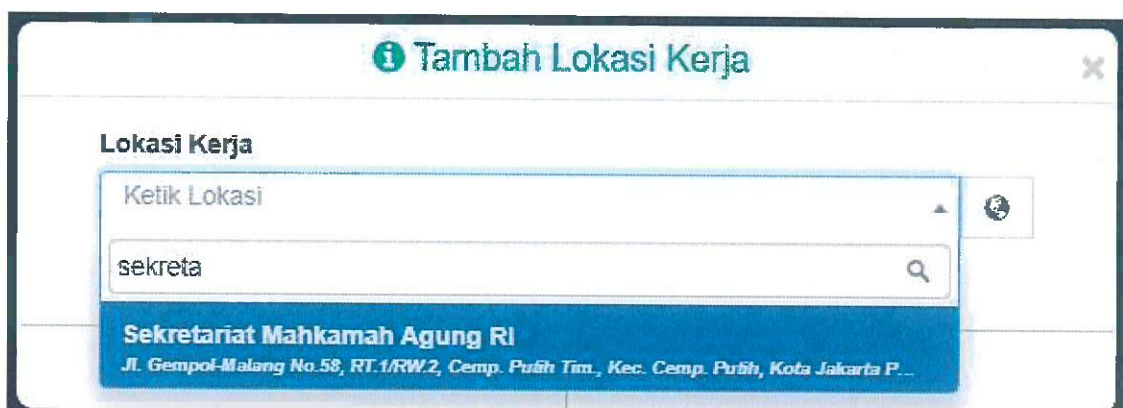 Tambah Lokasi Kerja
Lokasi Kerja
Ketik Lokasi
sekreta
Sekretariat Mahkamah Agung RI
Jl. Gempol-Malang No.58, RT.1/RW.2, Cemp. Putih Tim., Kec. Cemp. Putih, Kota Jakarta P...